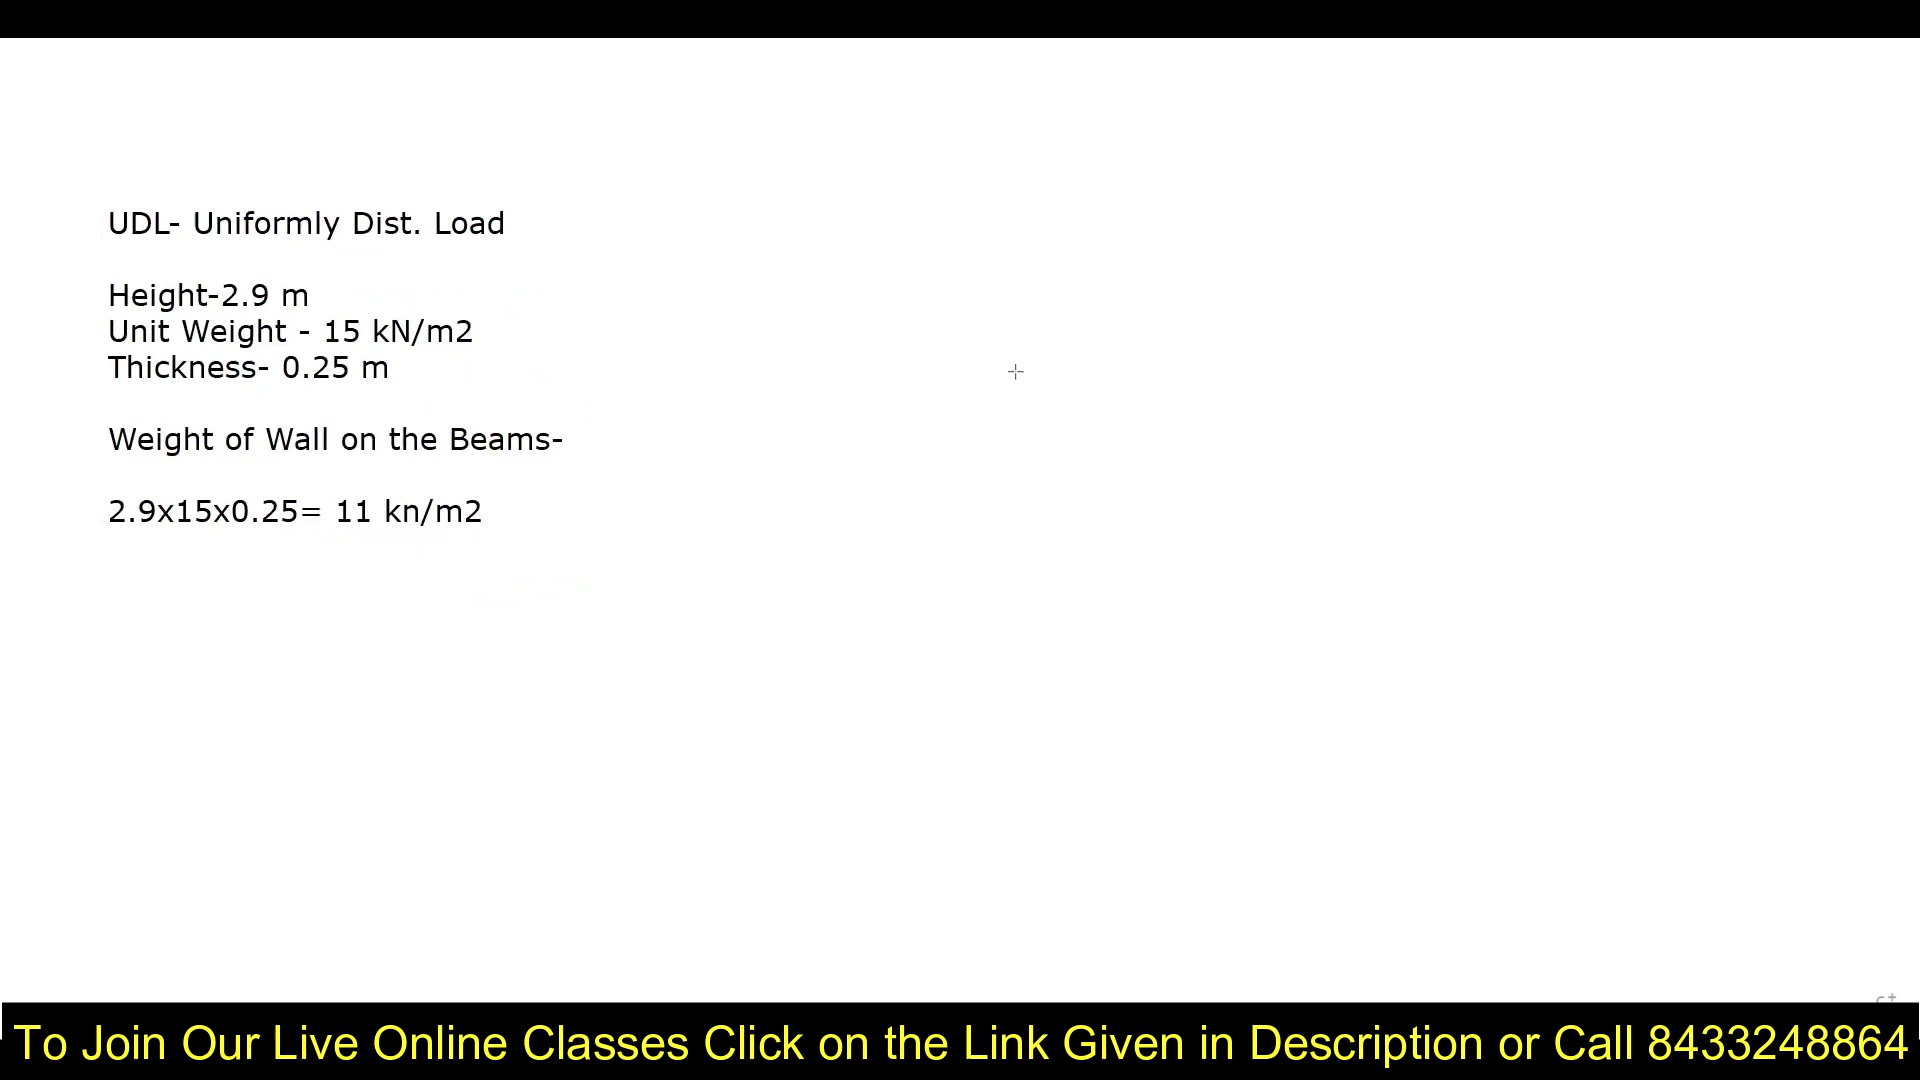 UDL- Uniformly Dist. Load
Height-2.9 m
Unit Weight - 15 kN/m2
Thickness- 0.25 m
Weight of Wall on the Beams-
2.9x15x0.25= 11 kn/m2
To Join Our Live Online Classes Click on the Link Given in Description or Call 8433248864